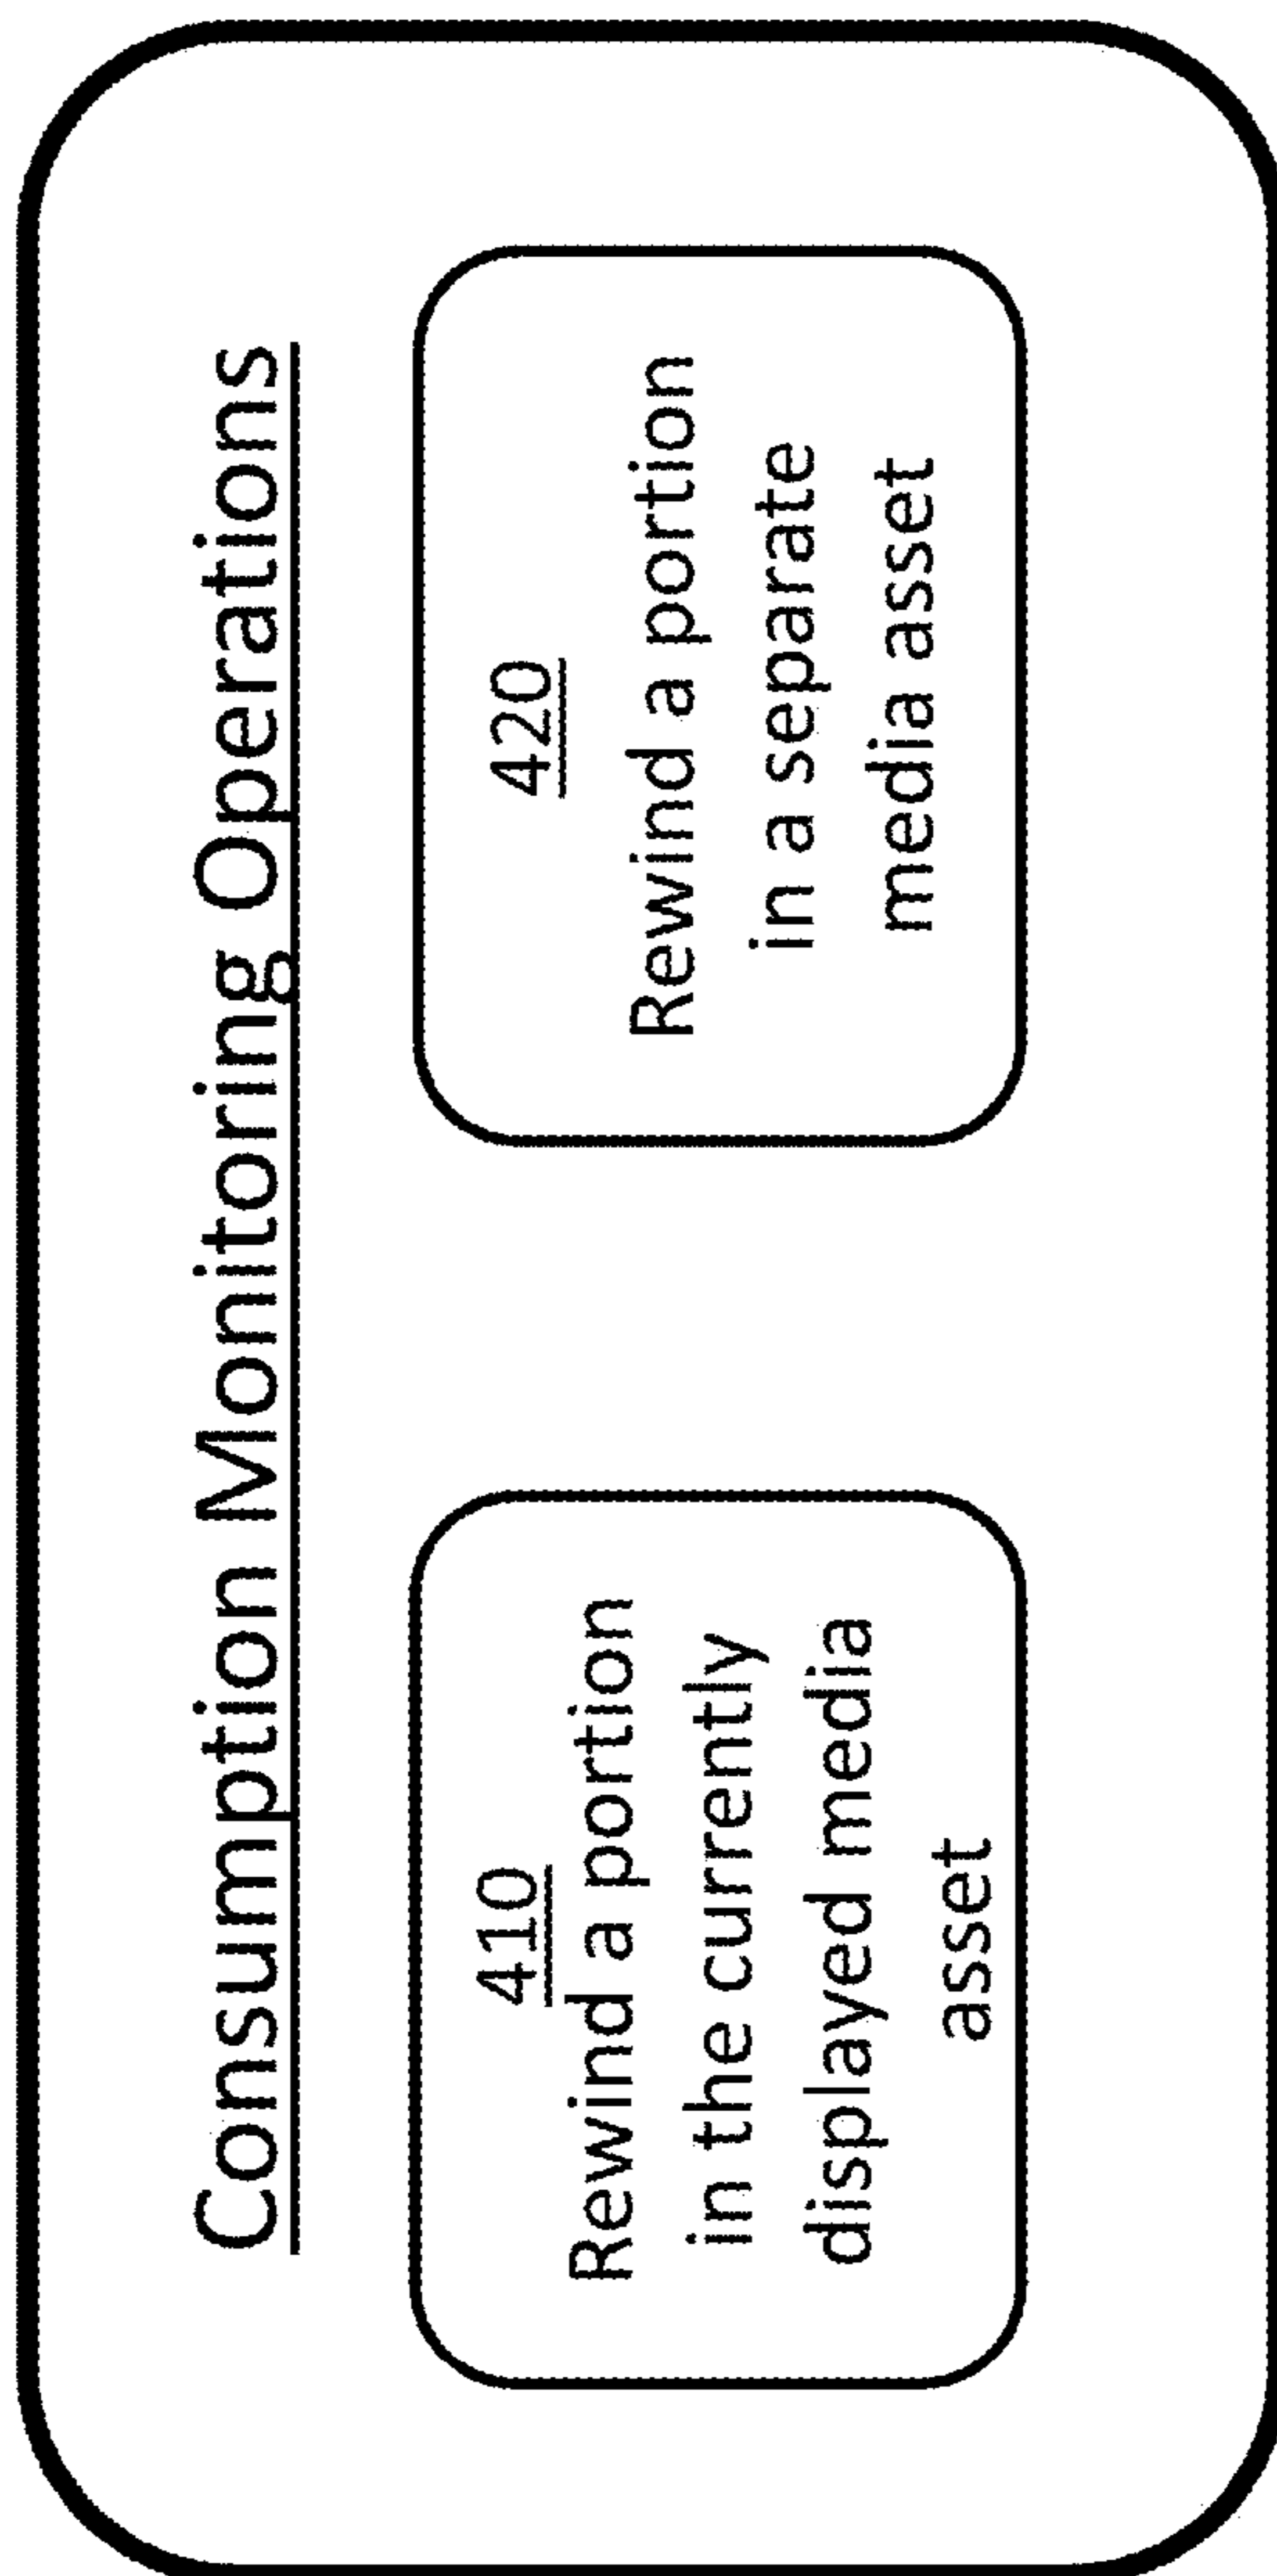 Consumption Monitoring Operations
410
Rewind a portion
in the currently
displayed media
asset
420
Rewind a portion
in a separate
media asset